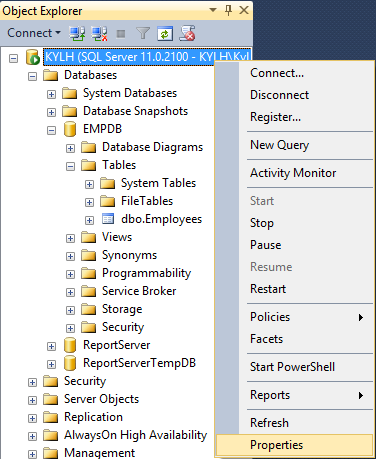 Object Explorer
Connect
KYLH (SQL Server 11.0.2100 - KYLH\Kyl
Databases
System Databases
Database Snapshots
EMPDB
Database Diagrams
Tables
System Tables
FileTables
dbo.Employees
Views
Synonyms
Programmability
Service Broker
Storage
Security
ReportServer
ReportServerTempDB
Security
Server Objects
Replication
AlwaysOn High Availability
Management
Connect...
Disconnect
Register...
New Query
Activity Monitor
Start
Stop
Pause
Resume
Restart
Policies
Facets
Start PowerShell
Reports
Refresh
Properties